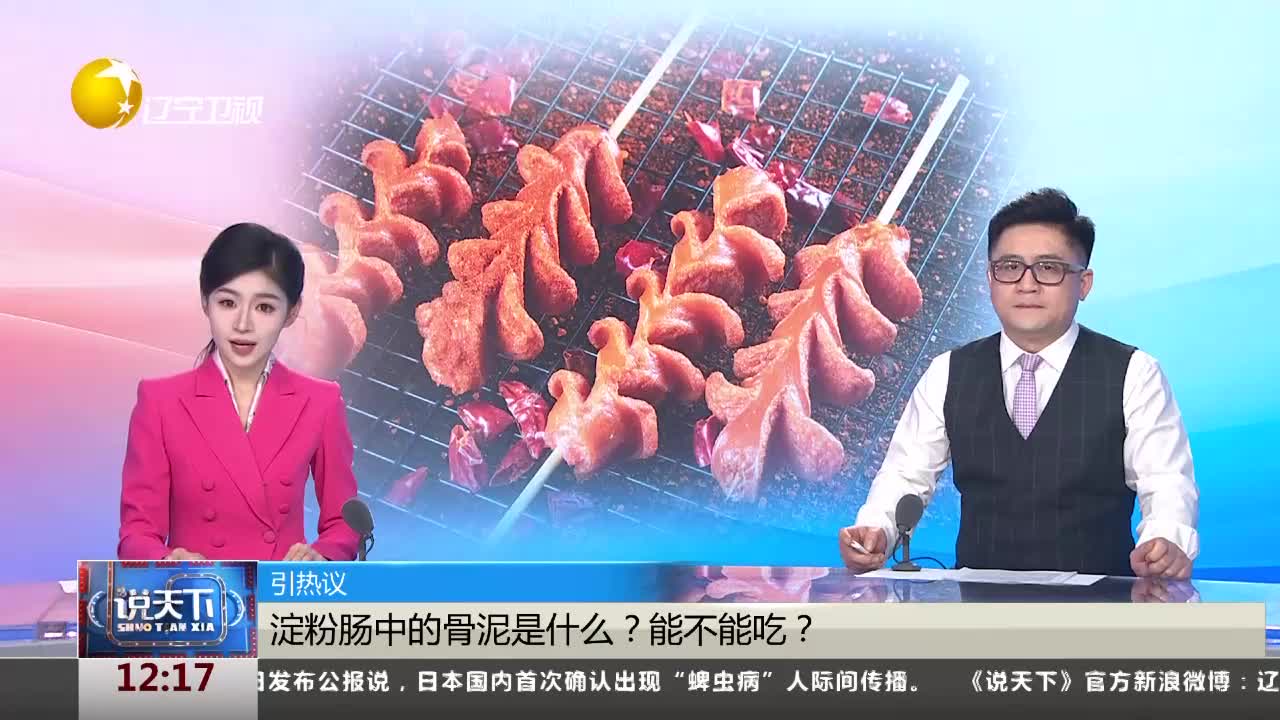 辽宁卫视
引热议
淀粉肠中的骨泥是什么？能不能吃？
说天下
SHUO TIAN XIA
12:17
日发布公报说，日本国内首次确认出现“蜱虫病”人际间传播。 《说天下》官方新浪微博：辽